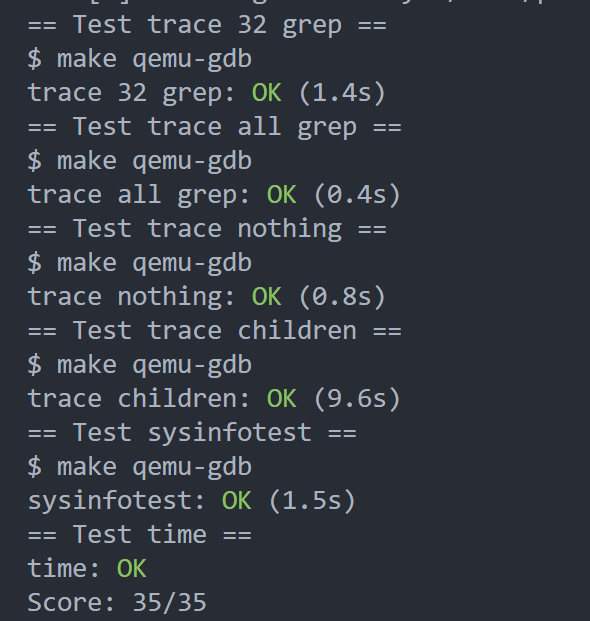 == Test trace 32 grep ==
$ make qemu-gdb
trace 32 grep: OK (1.4s)
== Test trace all grep ==
$ make qemu-gdb
trace all grep: OK (0.4s)
== Test trace nothing ==
$ make qemu-gdb
trace nothing: OK (0.8s)
== Test trace children ==
$ make qemu-gdb
trace children: OK (9.6s)
== Test sysinfotest ==
$ make qemu-gdb
sysinfotest: OK (1.5s)
== Test time ==
time: OK
Score: 35/35